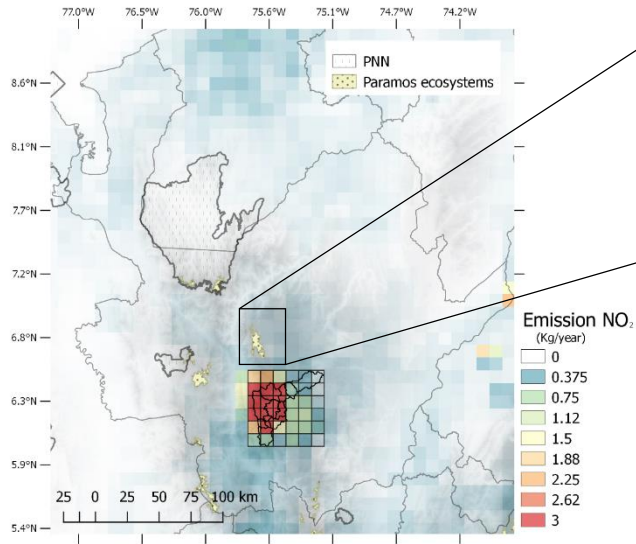 77.0°W 76.5°W 76.0°W 75.6°W 75.1°W 74.7°W 74.2°W
PNN
Paramos ecosystems
8.6°N
8.1°N
7.7°N
7.2°N
6.8°N
6.3°N
5.9°N
5.4°N
25 0 25 50 75 100 km
Emission NO₂
(Kg/year)
0
0.375
0.75
1.12
1.5
1.88
2.25
2.62
3